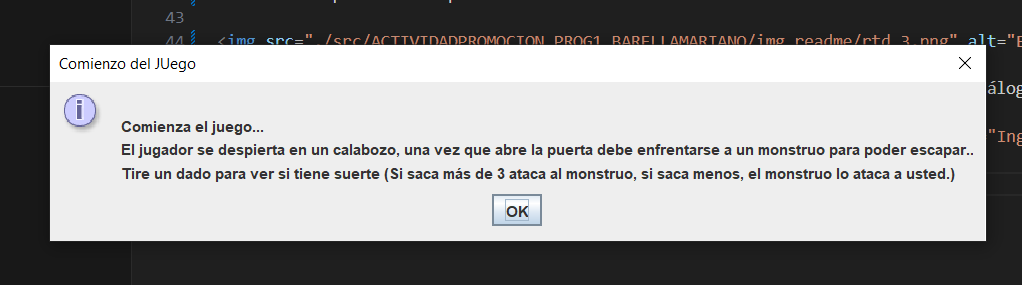 43
44 <img src="./src/ACTIVIDADPROMOCION_PROG1_BARELLAMARIANO/img_readme/rtd_3.png" alt="E
Comienzo del JUego
álog
"Ing
Comienza el juego...
El jugador se despierta en un calabozo, una vez que abre la puerta debe enfrentarse a un monstruo para poder escapar..
Tire un dado para ver si tiene suerte (Si saca más de 3 ataca al monstruo, si saca menos, el monstruo lo ataca a usted.)
OK